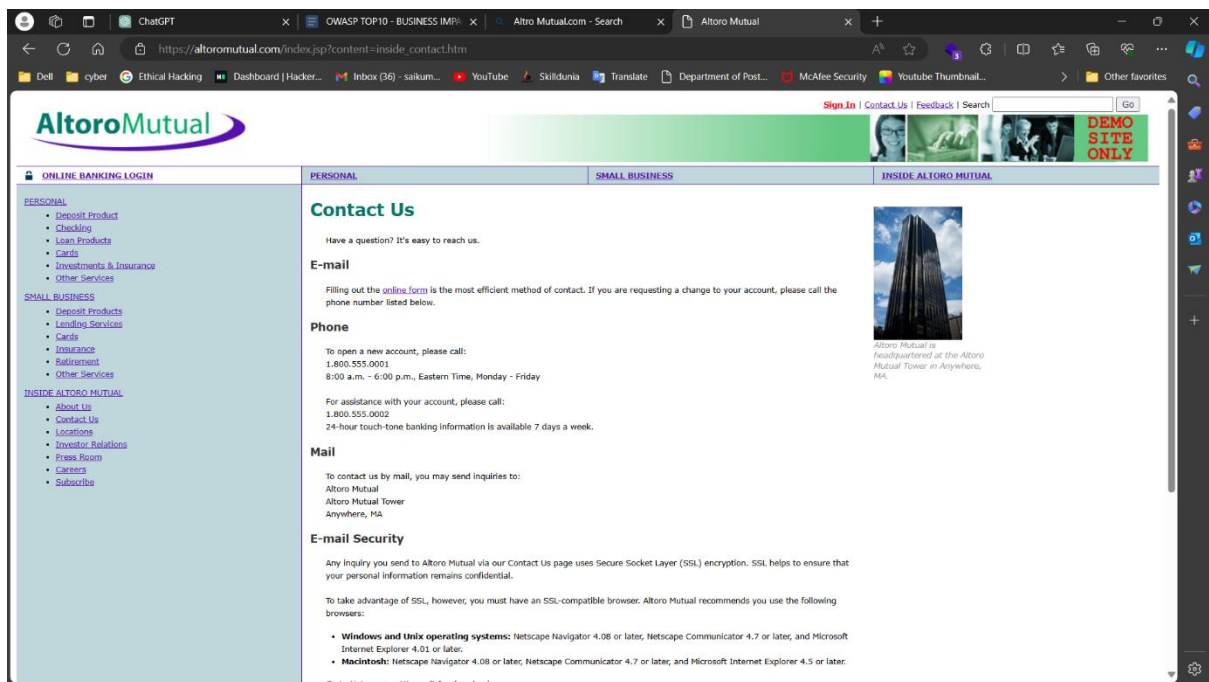 ChatGPT
OWASP TOP10 - BUSINESS IMPA
Altro Mutual.com - Search
Altoro Mutual
https://altoromutual.com/index.jsp?content=inside_contact.htm
Dell
cyber
Ethical Hacking
Dashboard | Hacker...
Inbox (36) - saikum...
YouTube
Skilldunia
Translate
Department of Post...
McAfee Security
Youtube Thumbnail...
Other favorites
AltoroMutual
Sign In | Contact Us | Feedback | Search
Go
DEMO
SITE
ONLY
ONLINE BANKING LOGIN
PERSONAL
SMALL BUSINESS
INSIDE ALTORO MUTUAL
PERSONAL
Deposit Product
Checking
Loan Products
Cards
Investments & Insurance
Other Services
SMALL BUSINESS
Deposit Products
Lending Services
Cards
Insurance
Retirement
Other Services
INSIDE ALTORO MUTUAL
About Us
Contact Us
Locations
Investor Relations
Press Room
Careers
Subscribe
Contact Us
Have a question? It's easy to reach us.
E-mail
Filling out the online form is the most efficient method of contact. If you are requesting a change to your account, please call the
phone number listed below.
Phone
To open a new account, please call:
1.800.555.0001
8:00 a.m. - 6:00 p.m., Eastern Time, Monday - Friday
For assistance with your account, please call:
1.800.555.0002
24-hour touch-tone banking information is available 7 days a week.
Mail
To contact us by mail, you may send inquiries to:
Altoro Mutual
Altoro Mutual Tower
Anywhere, MA
E-mail Security
Any inquiry you send to Altoro Mutual via our Contact Us page uses Secure Socket Layer (SSL) encryption. SSL helps to ensure that
your personal information remains confidential.
To take advantage of SSL, however, you must have an SSL-compatible browser. Altoro Mutual recommends you use the following
browsers:
Windows and Unix operating systems: Netscape Navigator 4.08 or later, Netscape Communicator 4.7 or later, and Microsoft
Internet Explorer 4.01 or later.
Macintosh: Netscape Navigator 4.08 or later, Netscape Communicator 4.7 or later, and Microsoft Internet Explorer 4.5 or later.
Altoro Mutual is
headquartered at the Altoro
Mutual Tower in Anywhere,
MA.